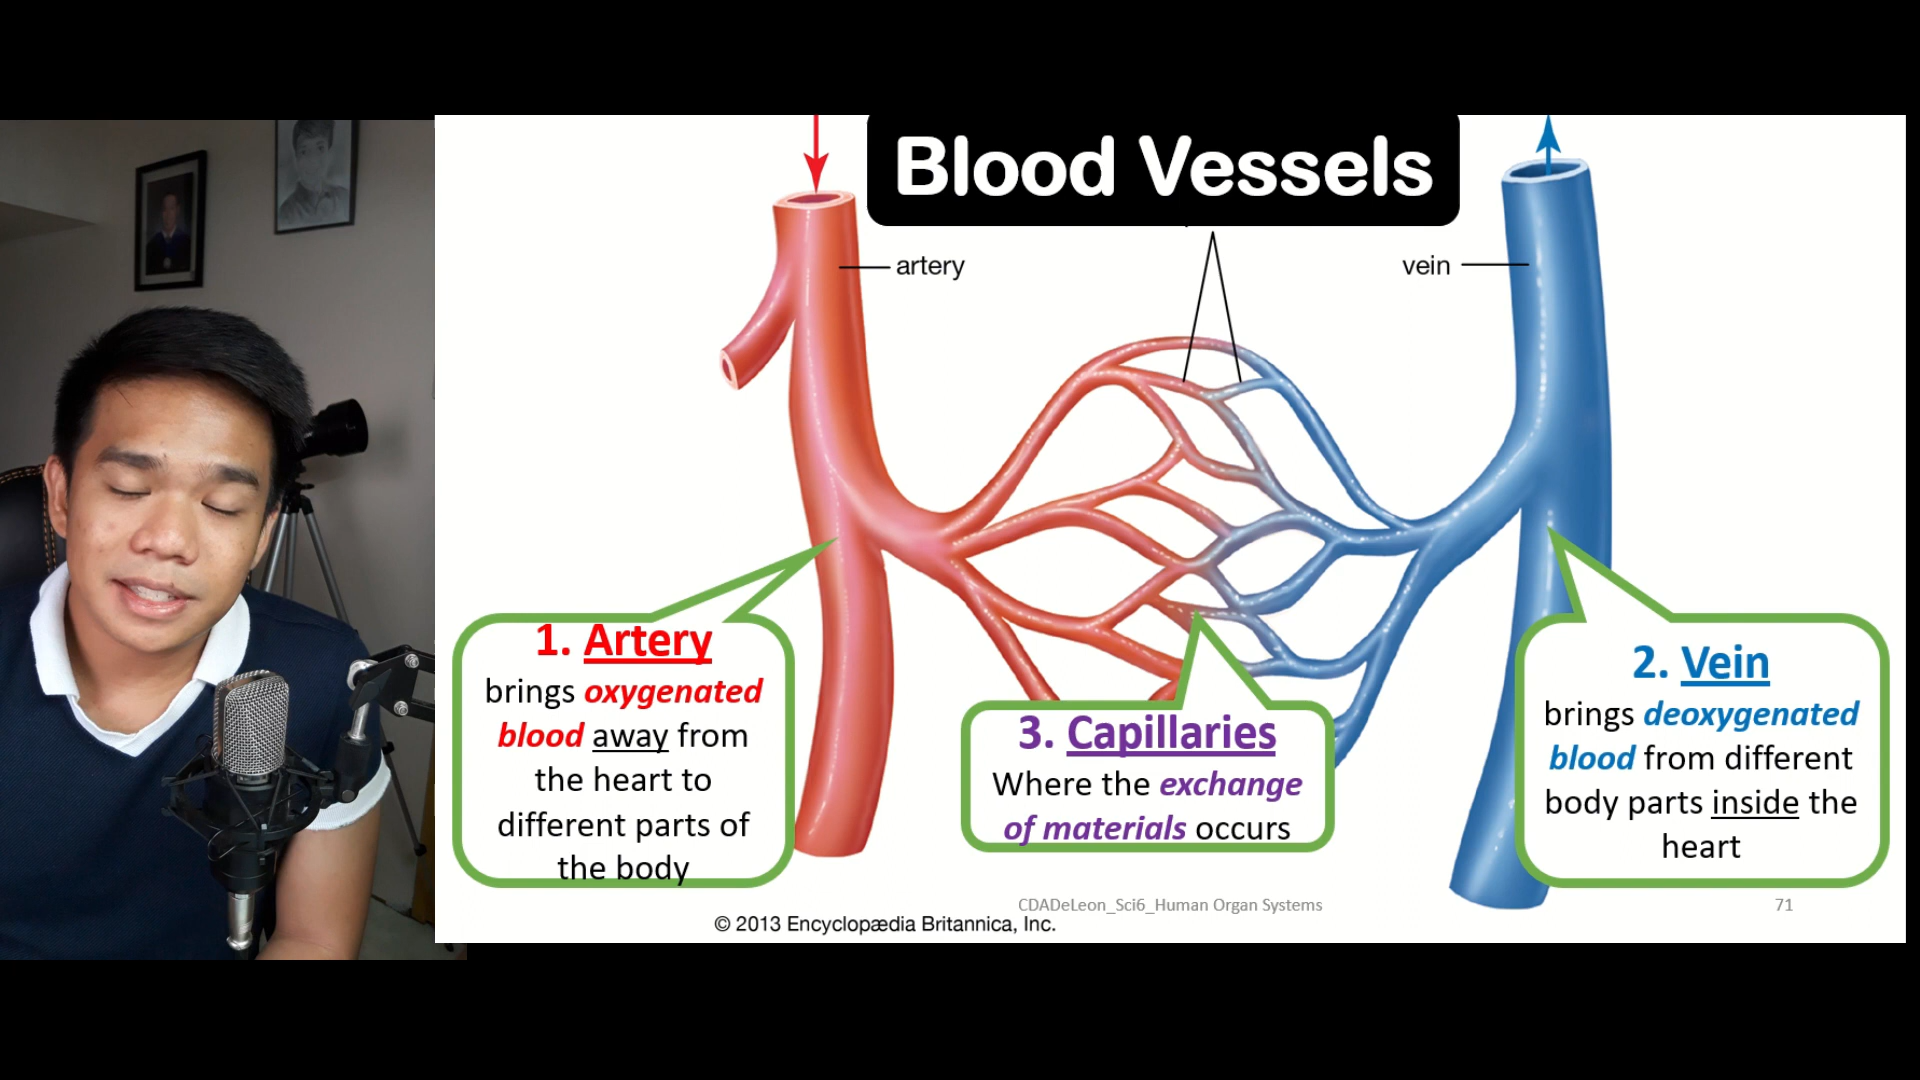 Blood Vessels
artery
vein
1. Artery
brings oxygenated
blood away from
the heart to
different parts of
the body
3. Capillaries
Where the exchange
of materials occurs
2. Vein
brings deoxygenated
blood from different
body parts inside the
heart
CDADeLeon_Sci6_Human Organ Systems
71
© 2013 Encyclopædia Britannica, Inc.